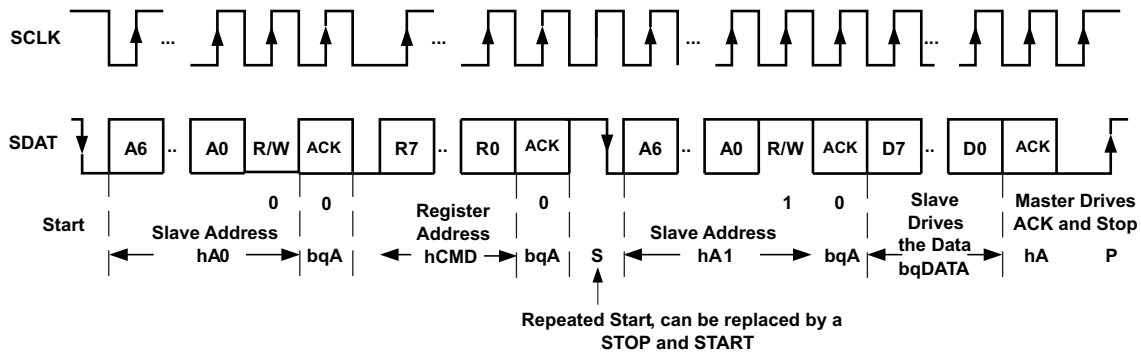 SCLK ... ... ... ...
SDAT A6 .. A0 R/W ACK R7 .. R0 ACK A6 .. A0 R/W ACK D7 .. D0 ACK
0 0 0 1 0
Start
Slave Address
hA0
bqA
Register
Address
hCMD
bqA
S
Slave Address
hA1
bqA
Slave
Drives
the Data
bqDATA
Master Drives
ACK and Stop
hA
P
Repeated Start, can be replaced by a
STOP and START